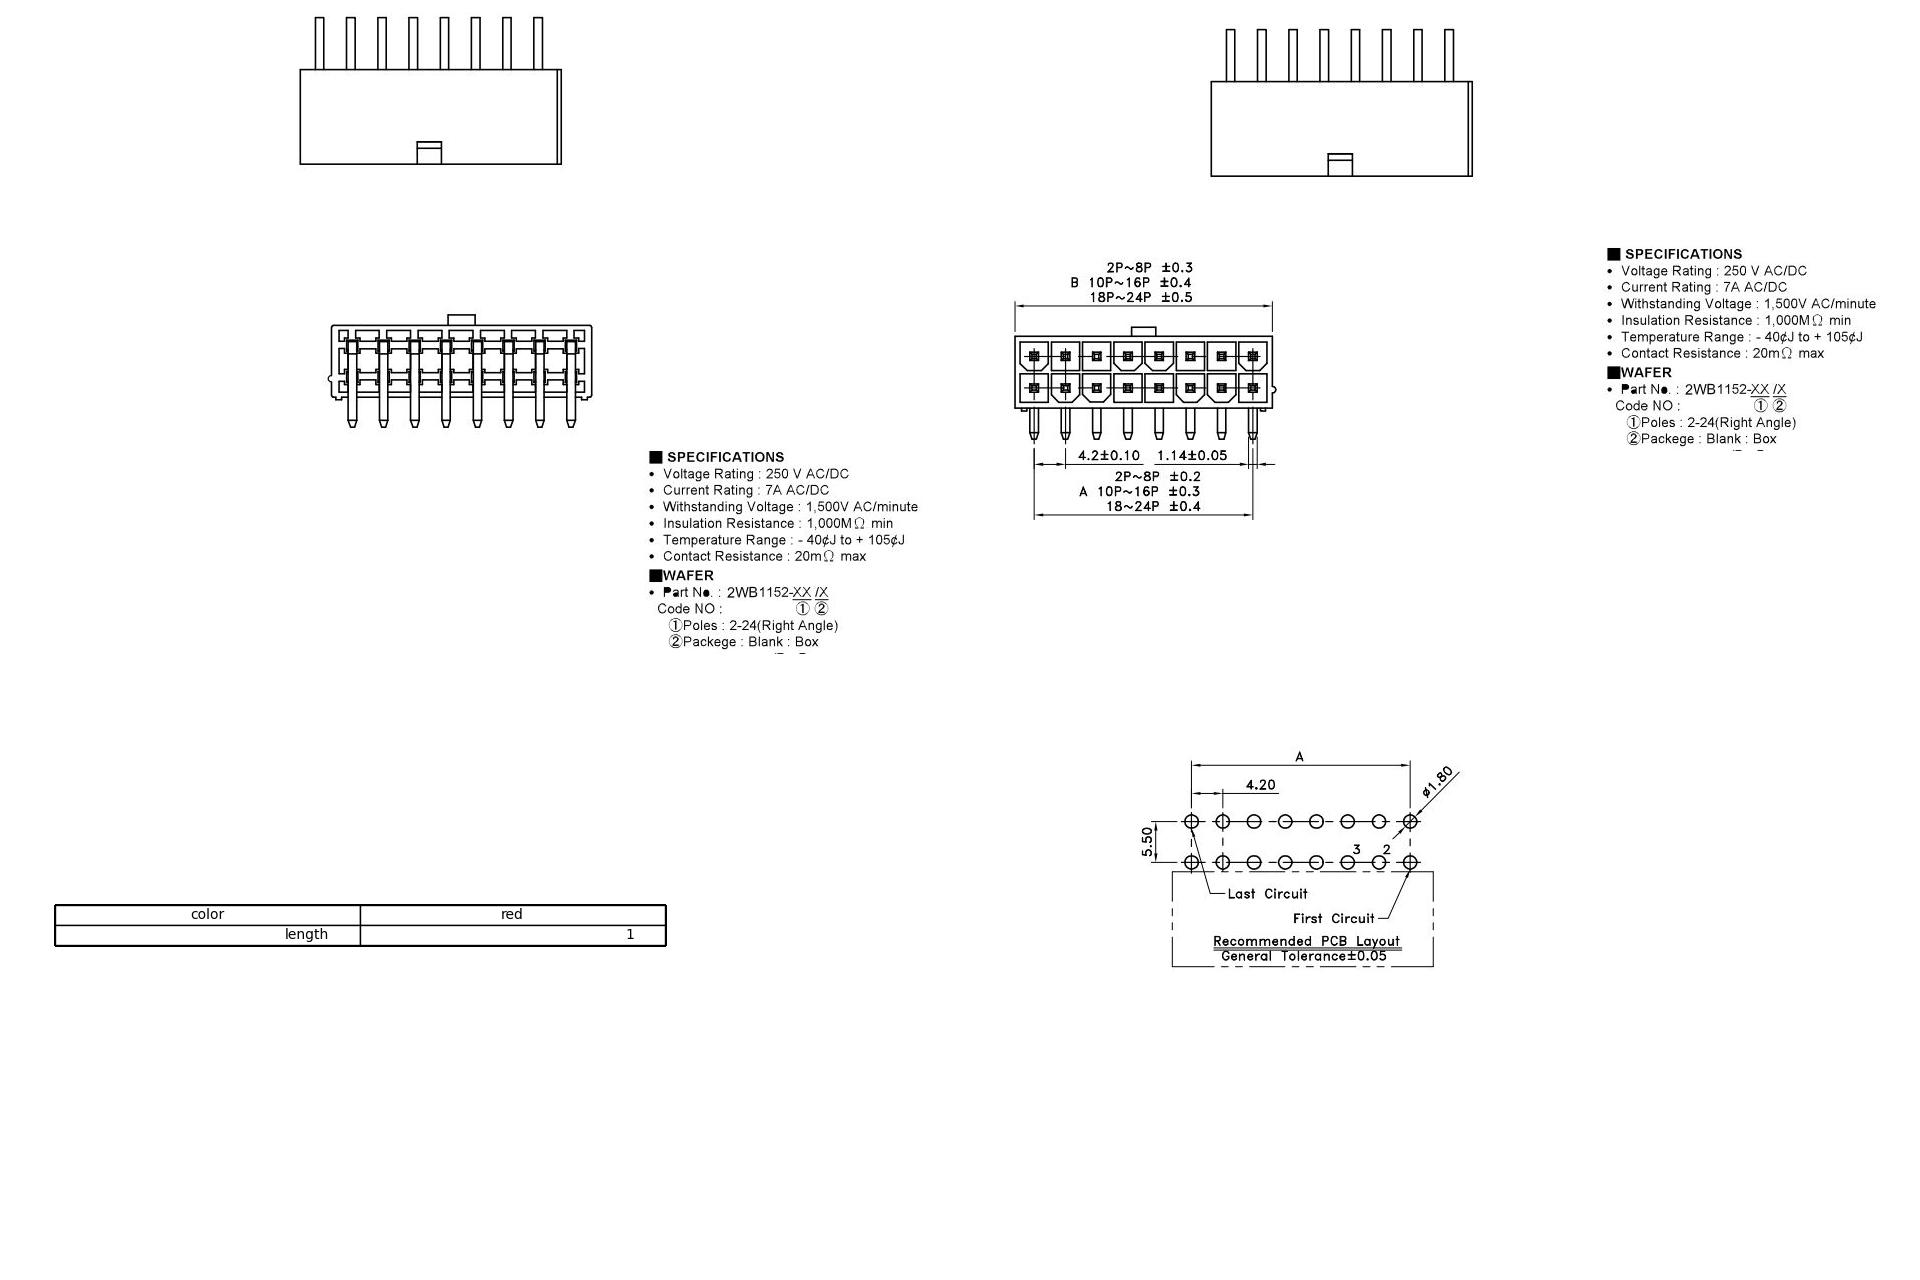 2P~8P ±0.3
B 10P~16P ±0.4
18P~24P ±0.5
4.2±0.10 1.14±0.05
2P~8P ±0.2
A 10P~16P ±0.3
18~24P ±0.4
■ SPECIFICATIONS
• Voltage Rating : 250 V AC/DC
• Current Rating : 7A AC/DC
• Withstanding Voltage : 1,500V AC/minute
• Insulation Resistance : 1,000MΩ min
• Temperature Range : - 40¢J to + 105¢J
• Contact Resistance : 20mΩ max
■WAFER
• Part No. : 2WB1152-XX /X
Code NO : ① ②
①Poles : 2-24(Right Angle)
②Packege : Blank : Box
■ SPECIFICATIONS
• Voltage Rating : 250 V AC/DC
• Current Rating : 7A AC/DC
• Withstanding Voltage : 1,500V AC/minute
• Insulation Resistance : 1,000MΩ min
• Temperature Range : - 40¢J to + 105¢J
• Contact Resistance : 20mΩ max
■WAFER
• Part No. : 2WB1152-XX /X
Code NO : ① ②
①Poles : 2-24(Right Angle)
②Packege : Blank : Box
A
4.20
ø1.80
5.50
3 2
Last Circuit
First Circuit
Recommended PCB Layout
General Tolerance±0.05
color red
length 1